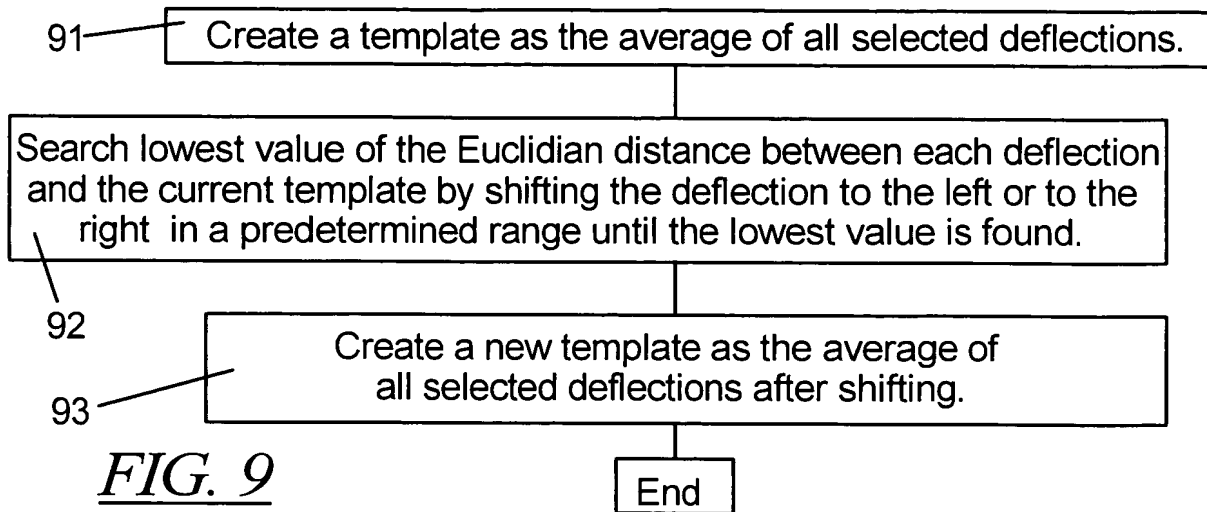 91
Create a template as the average of all selected deflections.
Search lowest value of the Euclidian distance between each deflection
and the current template by shifting the deflection to the left or to the
right in a predetermined range until the lowest value is found.
92
Create a new template as the average of
all selected deflections after shifting.
93
FIG. 9
End